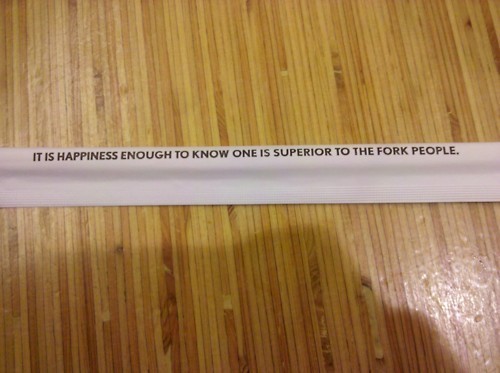 IT IS HAPPINESS ENOUGH TO KNOW ONE IS SUPERIOR TO THE FORK PEOPLE.